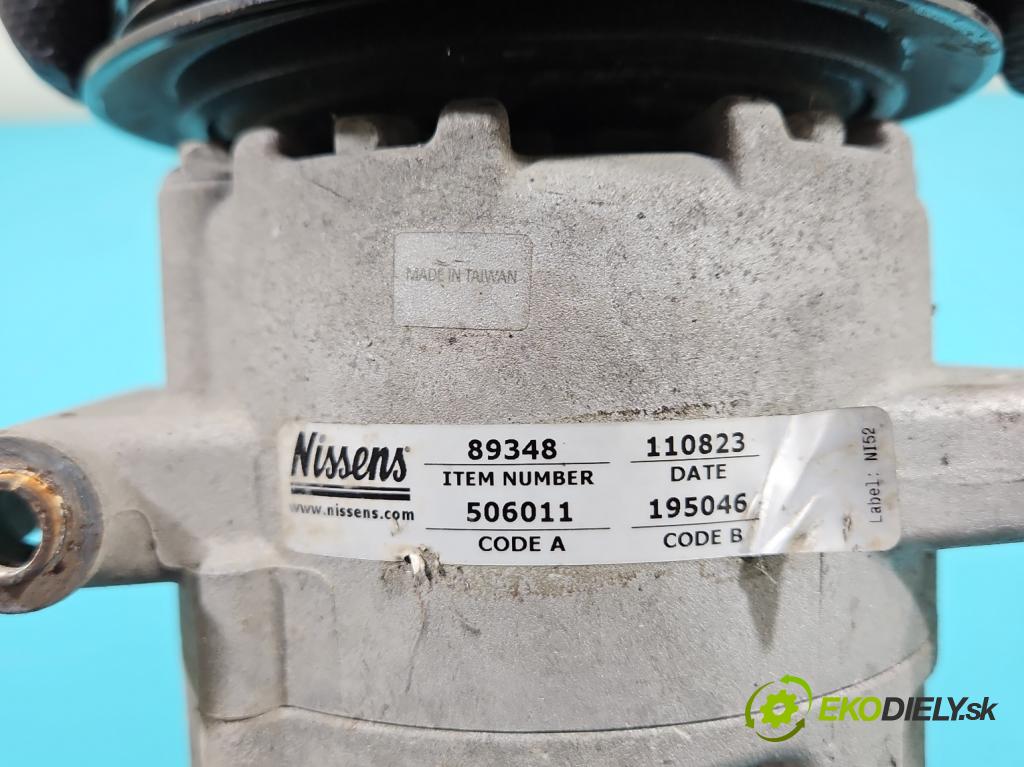 MADE IN TAIWAN
Nissens
www.nissens.com
89348
ITEM NUMBER
506011
CODE A
110823
DATE
195046
CODE B
Label: NI52
EKODIELY.sk